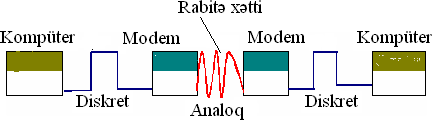 Rabitə xətti
Kompüter Modem Modem Kompüter
Diskret Analoq Diskret